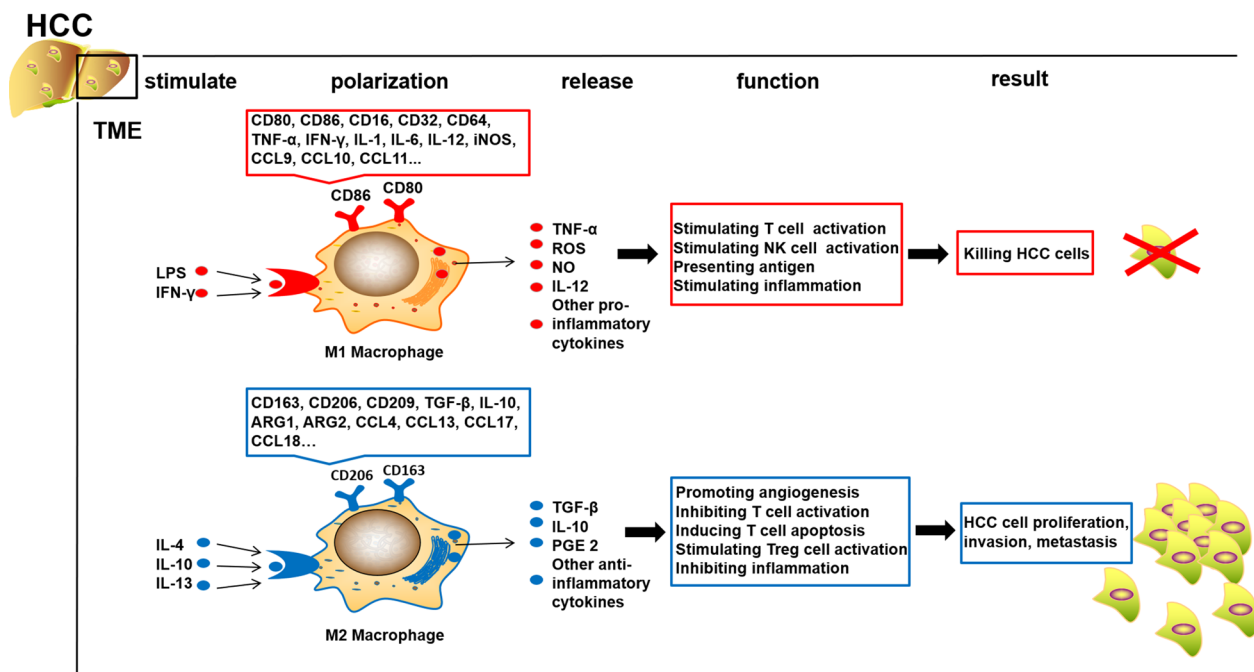 HCC
stimulate
polarization
release
function
result
TME
CD80, CD86, CD16, CD32, CD64,
TNF-α, IFN-γ, IL-1, IL-6, IL-12, iNOS,
CCL9, CCL10, CCL11...
CD86
CD80
LPS
IFN-γ
M1 Macrophage
TNF-α
ROS
NO
IL-12
Other pro-
inflammatory
cytokines
Stimulating T cell activation
Stimulating NK cell activation
Presenting antigen
Stimulating inflammation
Killing HCC cells
CD163, CD206, CD209, TGF-β, IL-10,
ARG1, ARG2, CCL4, CCL13, CCL17,
CCL18...
CD206
CD163
IL-4
IL-10
IL-13
M2 Macrophage
TGF-β
IL-10
PGE 2
Other anti-
inflammatory
cytokines
Promoting angiogenesis
Inhibiting T cell activation
Inducing T cell apoptosis
Stimulating Treg cell activation
Inhibiting inflammation
HCC cell proliferation,
invasion, metastasis